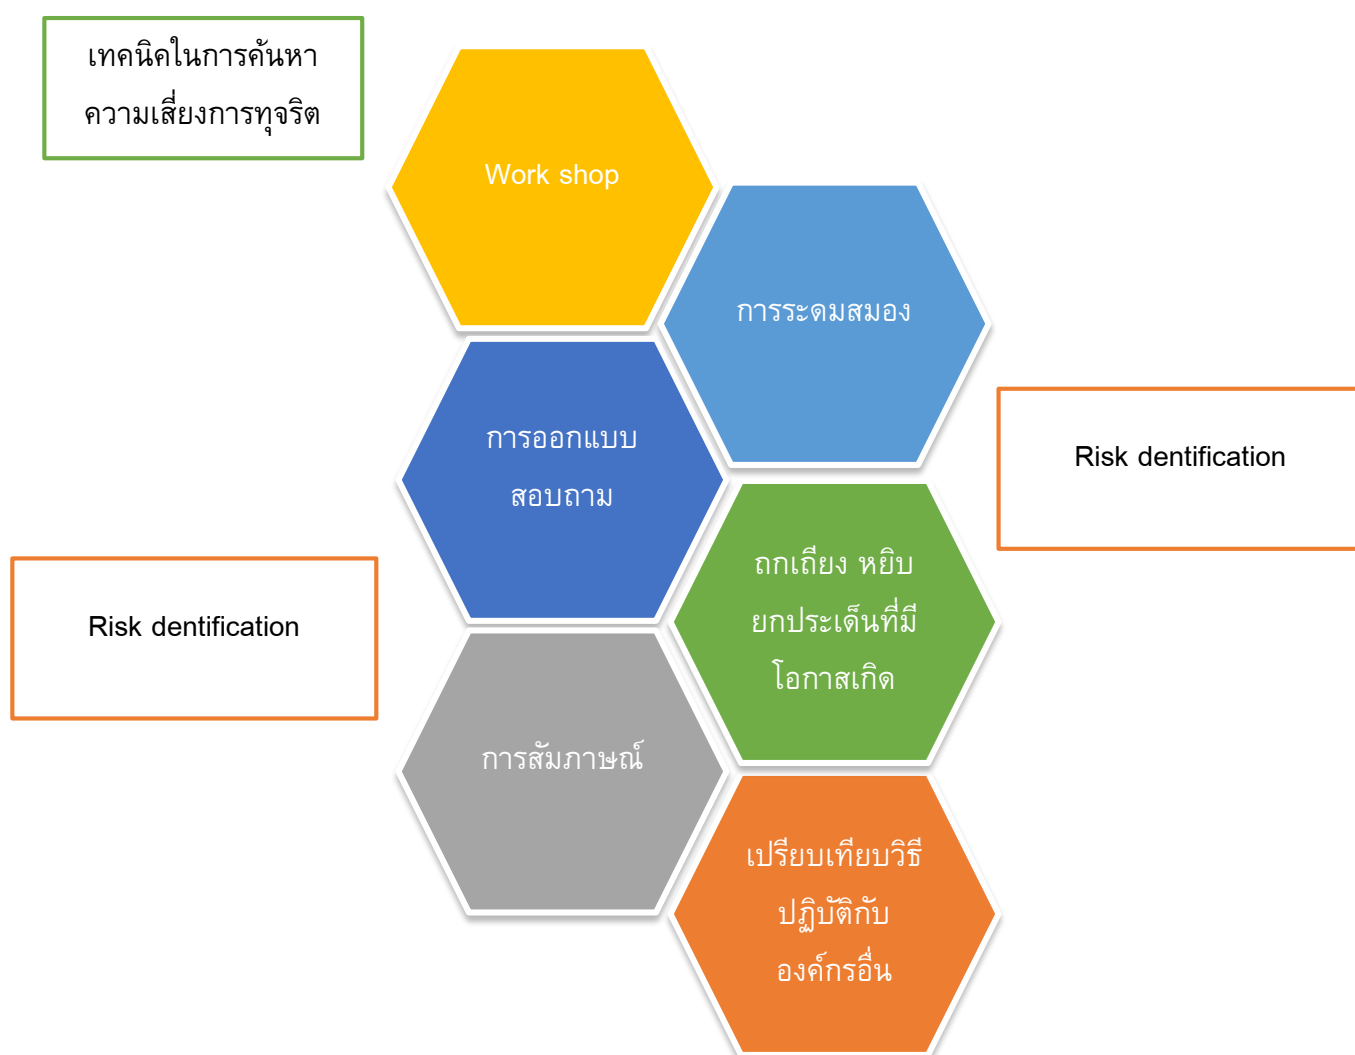 เทคนิคในการค้นหา
ความเสี่ยงการทุจริต
Work shop
การระดมสมอง
การออกแบบ
สอบถาม
Risk dentification
ถกเถียง หยิบ
ยกประเด็นที่มี
โอกาสเกิด
Risk dentification
การสัมภาษณ์
เปรียบเทียบวิธี
ปฏิบัติกับ
องค์กรอื่น